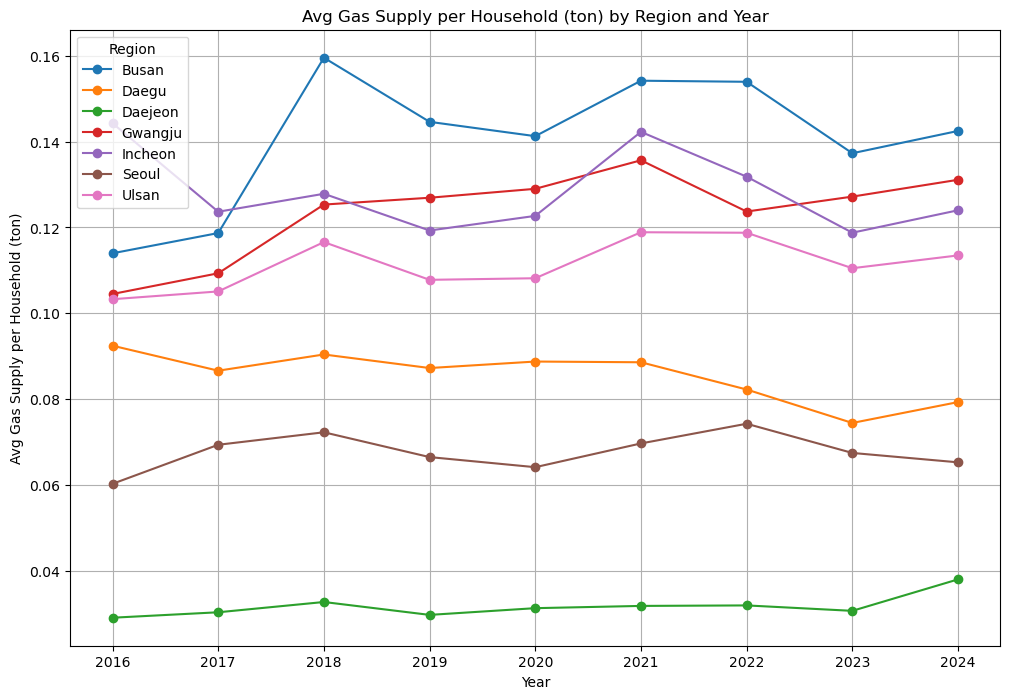 Avg Gas Supply per Household (ton) by Region and Year
Region
Busan
Daegu
Daejeon
Gwangju
Incheon
Seoul
Ulsan
Avg Gas Supply per Household (ton)
0.16
0.14
0.12
0.10
0.08
0.06
0.04
2016 2017 2018 2019 2020 2021 2022 2023 2024
Year